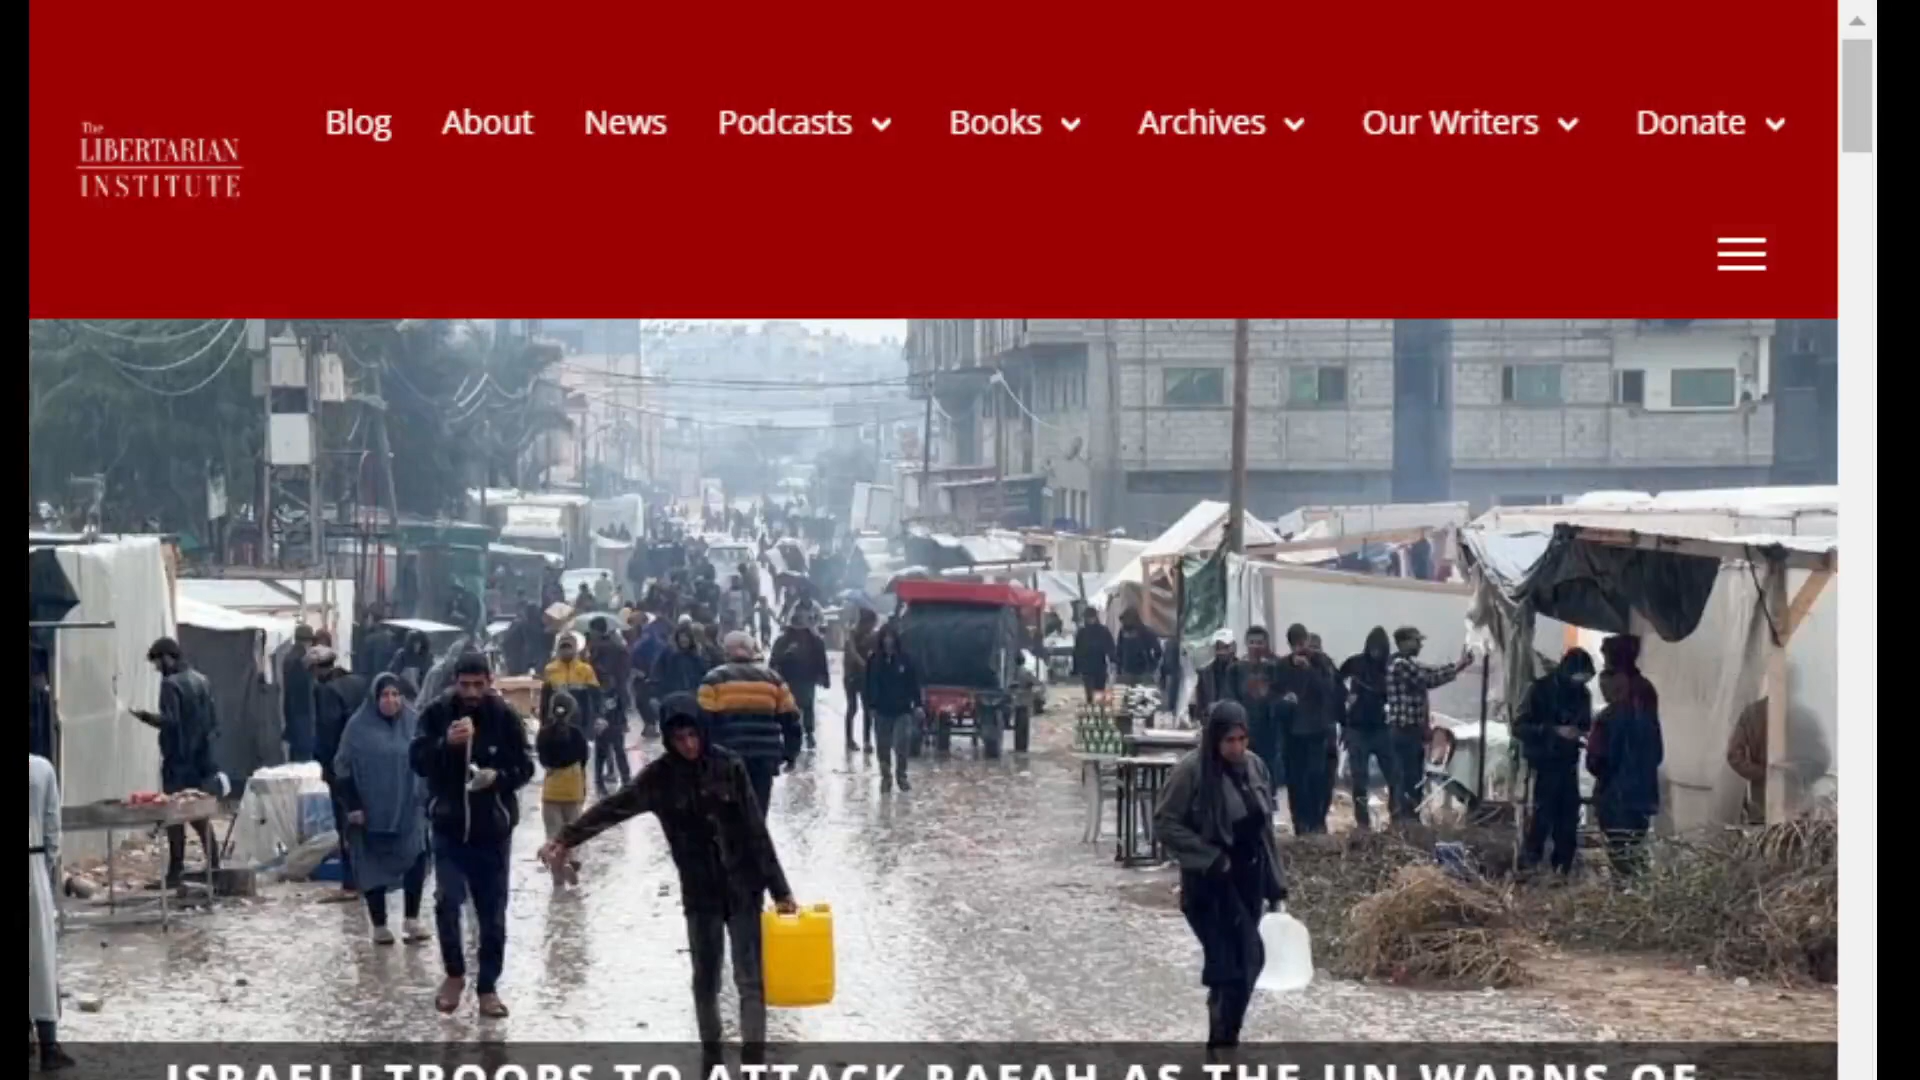 The
LIBERTARIAN
INSTITUTE
Blog About News Podcasts Books Archives Our Writers Donate
ISRAELI TROOPS TO ATTACK RAFAH AS THE UN WARNS OF